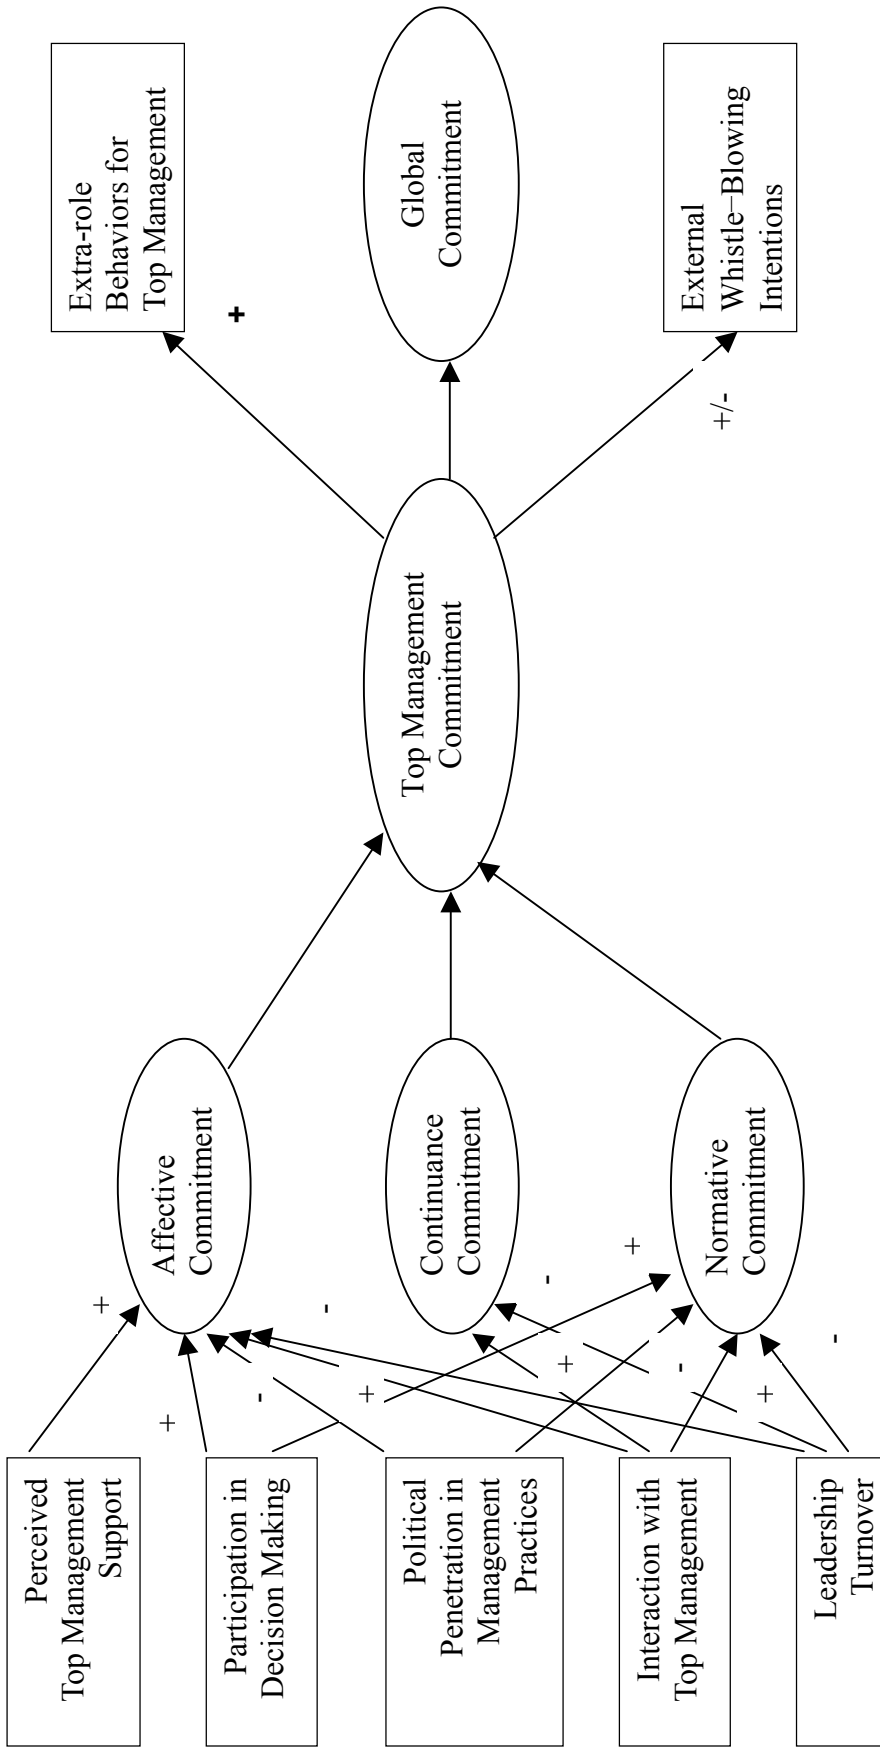 Perceived
Top Management
Support
Participation in
Decision Making
Political
Penetration in
Management
Practices
Interaction with
Top Management
Leadership
Turnover
+
+
-
+
-
+
-
-
+
+
-
Affective
Commitment
Continuance
Commitment
Normative
Commitment
Top Management
Commitment
+
+/-
Extra-role
Behaviors for
Top Management
Global
Commitment
External
Whistle-Blowing
Intentions